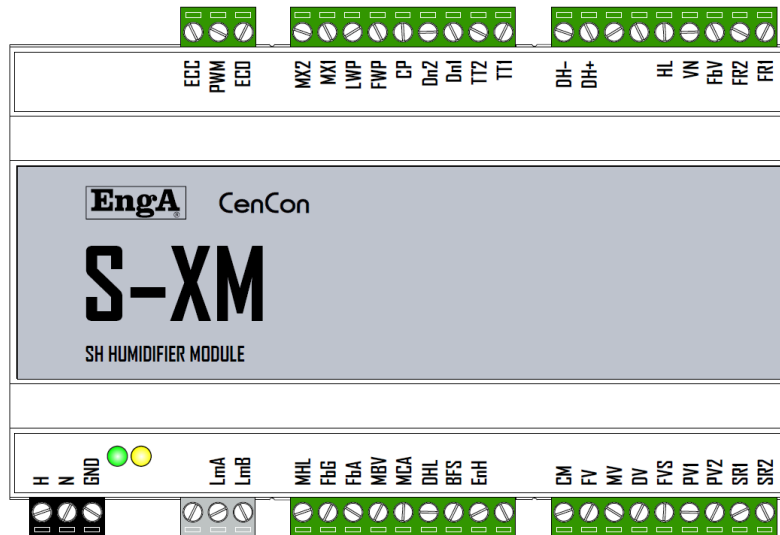 ECC PWM ECO MX2 MX1 LWP FWP CP Dn2 Dn1 TT2 TT1 DH- DH+ HL VN FbV FR2 FR1
EngA® CenCon
S-XM
SH HUMIDIFIER MODULE
H N GND LmA LmB MHL FbG FbA MBV MCA DHL BFS EnH CM FV MV DV FVS PV1 PV2 SR1 SR2